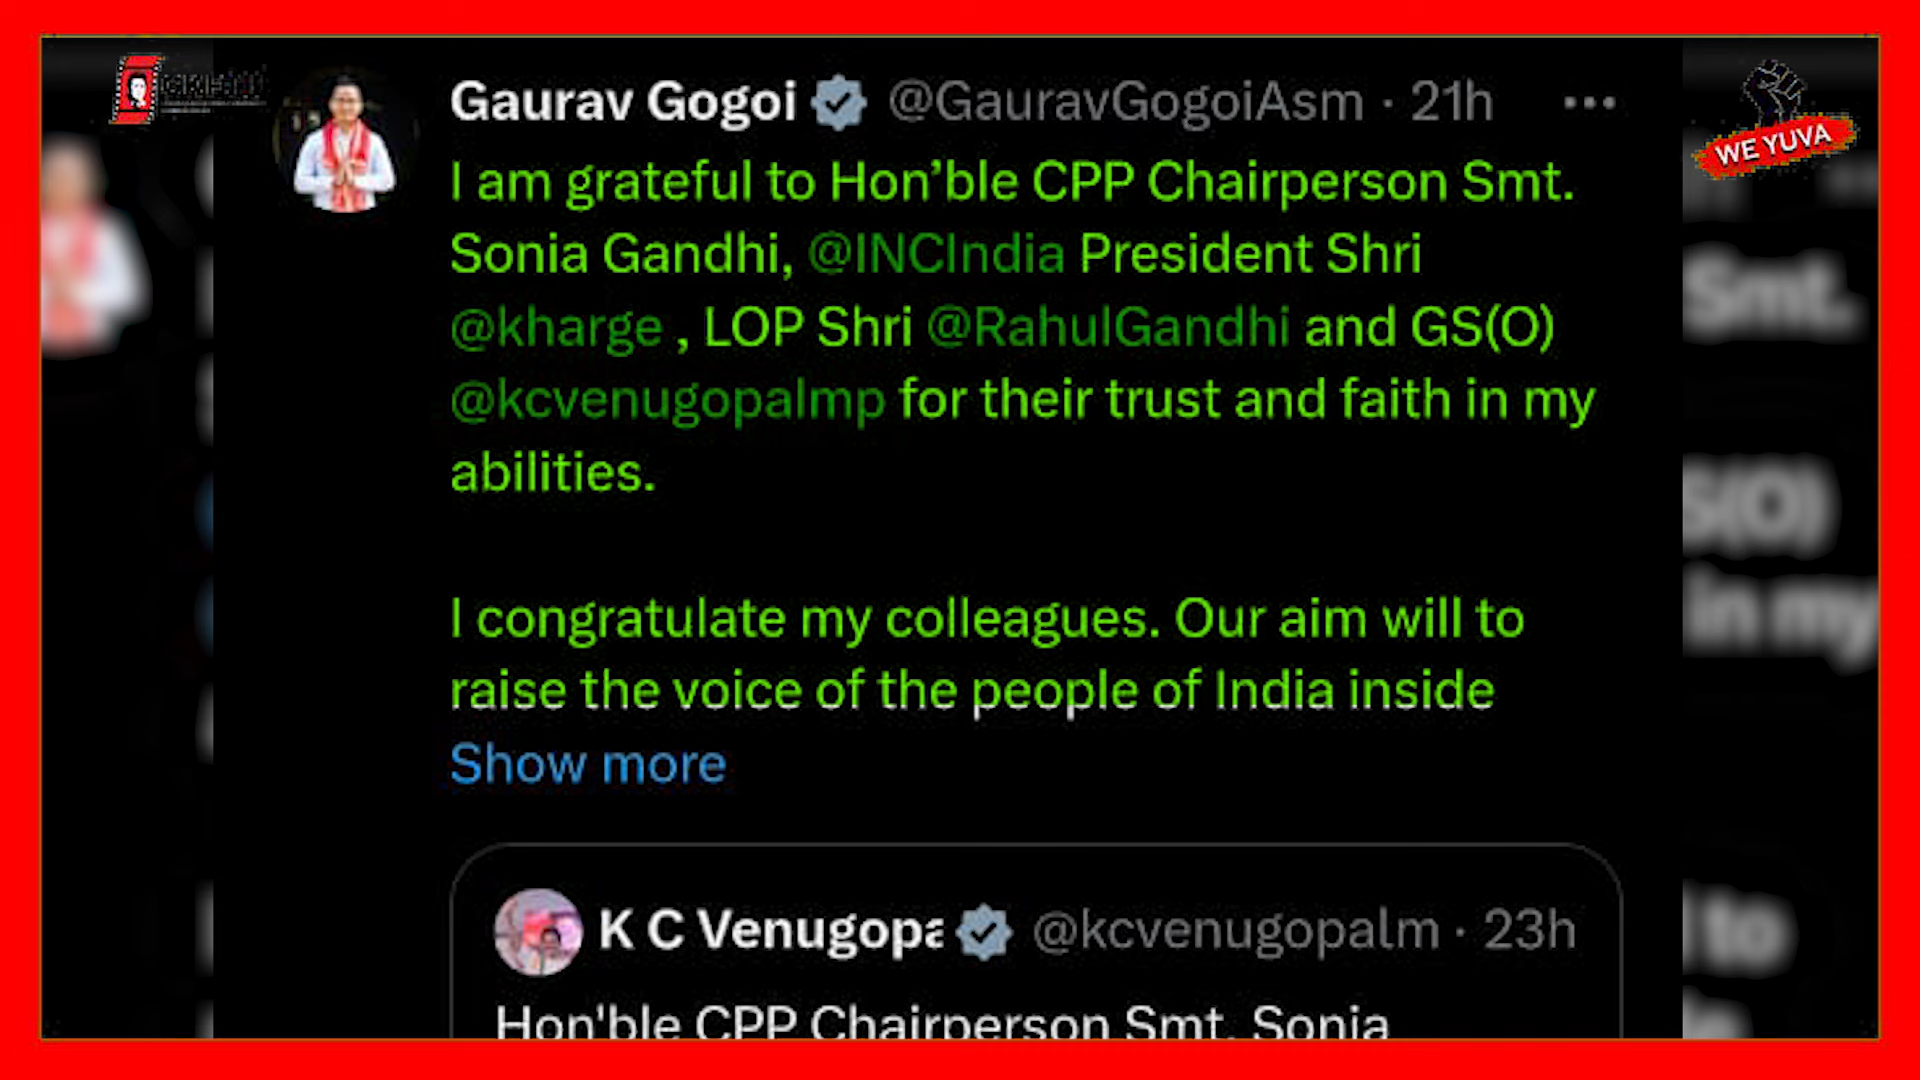 Gaurav Gogoi @GauravGogoiAsm · 21h
WE YUVA
I am grateful to Hon’ble CPP Chairperson Smt.
Sonia Gandhi, @INCIndia President Shri
@kharge , LOP Shri @RahulGandhi and GS(O)
@kcvenugopalmp for their trust and faith in my
abilities.
I congratulate my colleagues. Our aim will to
raise the voice of the people of India inside
Show more
K C Venugopa @kcvenugopalm · 23h
Hon'ble CPP Chairperson Smt. Sonia